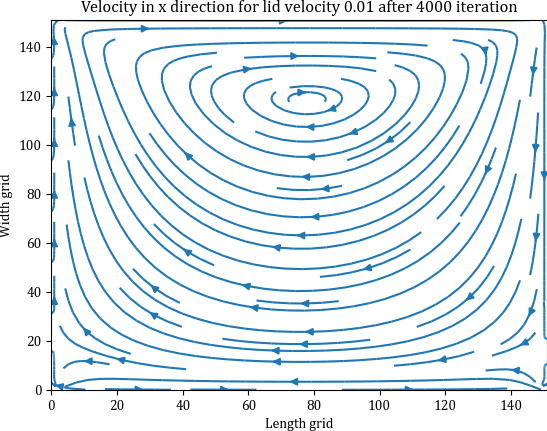 Velocity in x direction for lid velocity 0.01 after 4000 iteration
140
120
100
80
60
40
20
0
Width grid
0 20 40 60 80 100 120 140
Length grid